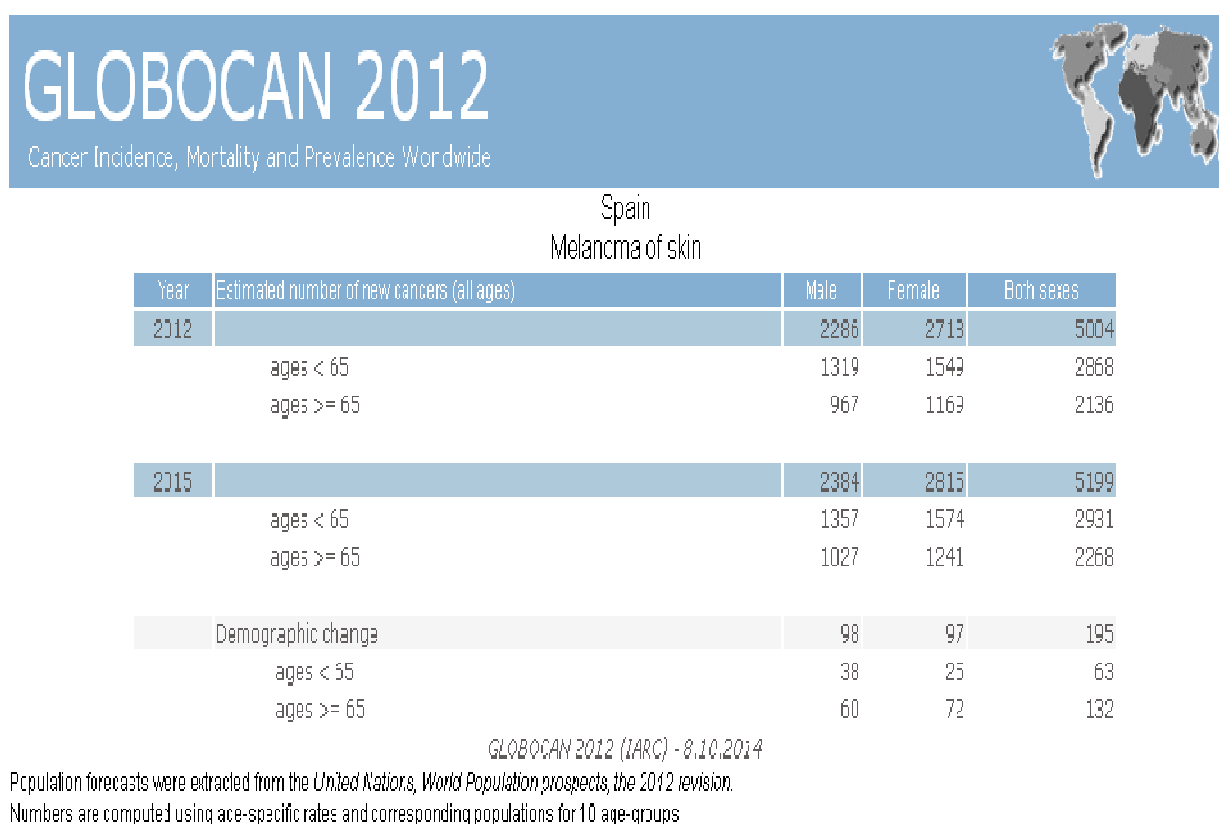 GLOBOCAN 2012
Cancer Incidence, Mortality and Prevalence Worldwide
Spain
Melanoma of skin
Year Estimated number of new cancers (all ages) Male Female Both sexes
2012 2286 2718 5004
ages < 65 1319 1549 2868
ages >= 65 967 1169 2136
2015 2384 2815 5199
ages < 65 1357 1574 2931
ages >= 65 1027 1241 2268
Demographic change 98 97 195
ages < 65 38 25 63
ages >= 65 60 72 132
GLOBOCAN 2012 (IARC) - 8.10.2014
Population forecasts were extracted from the United Nations, World Population prospects, the 2012 revision.
Numbers are computed using age-specific rates and corresponding populations for 10 age-groups